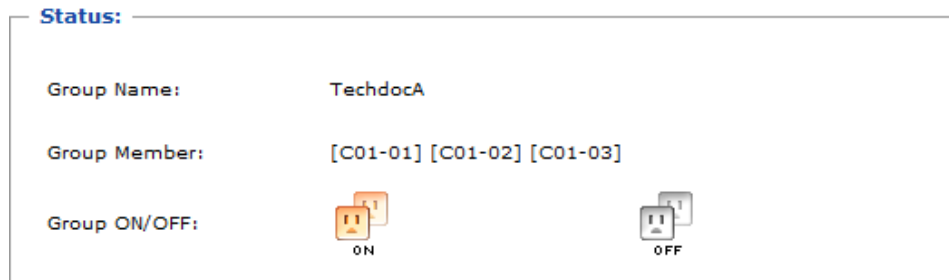 Status:
Group Name: TechdocA
Group Member: [C01-01] [C01-02] [C01-03]
Group ON/OFF: ON OFF